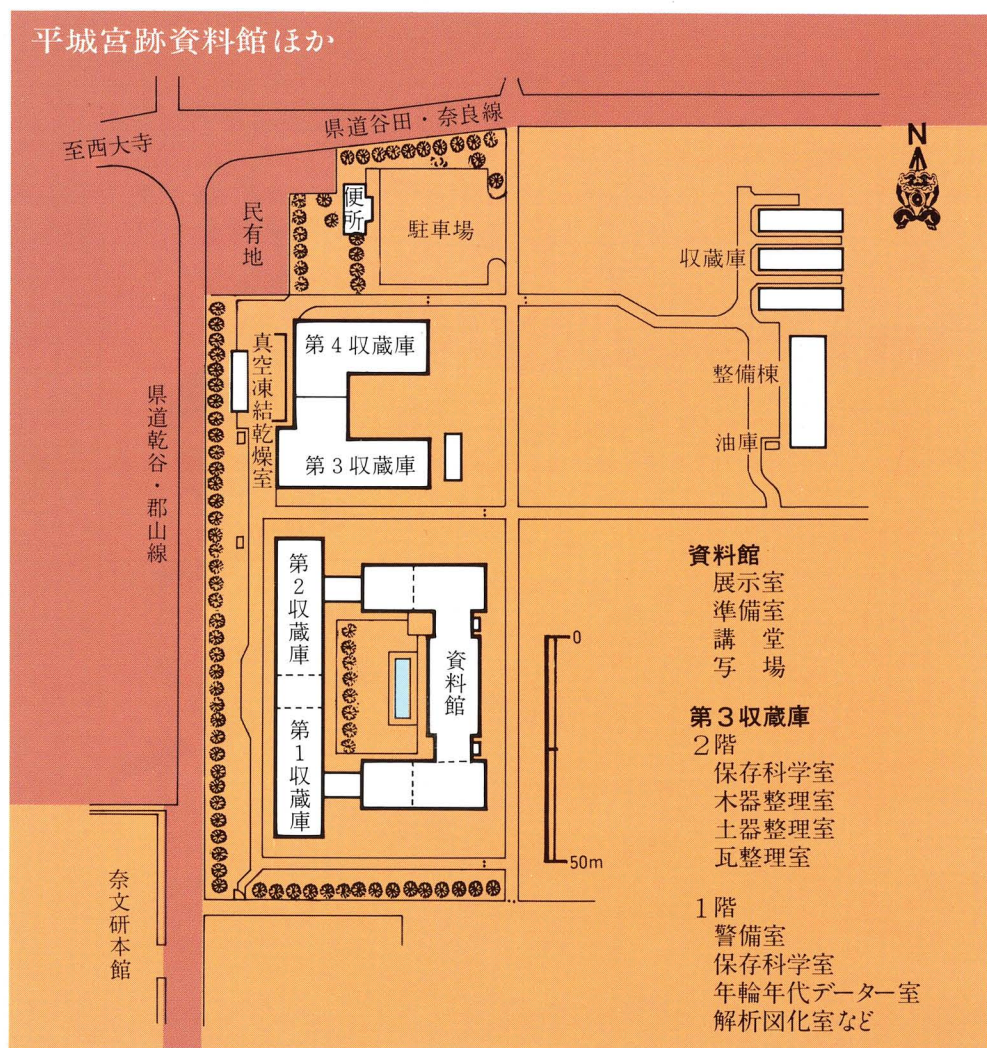 平城宮跡資料館ほか
県道谷田・奈良線
至西大寺
N
民有地
便所
駐車場
収蔵庫
真空凍結乾燥室
第4収蔵庫
整備棟
県道乾谷・郡山線
第3収蔵庫
油庫
第2収蔵庫
資料館
第1収蔵庫
0
50m
奈文研本館
資料館
展示室
準備室
講　堂
写　場
第3収蔵庫
2階
保存科学室
木器整理室
土器整理室
瓦整理室
1階
警備室
保存科学室
年輪年代データー室
解析図化室など